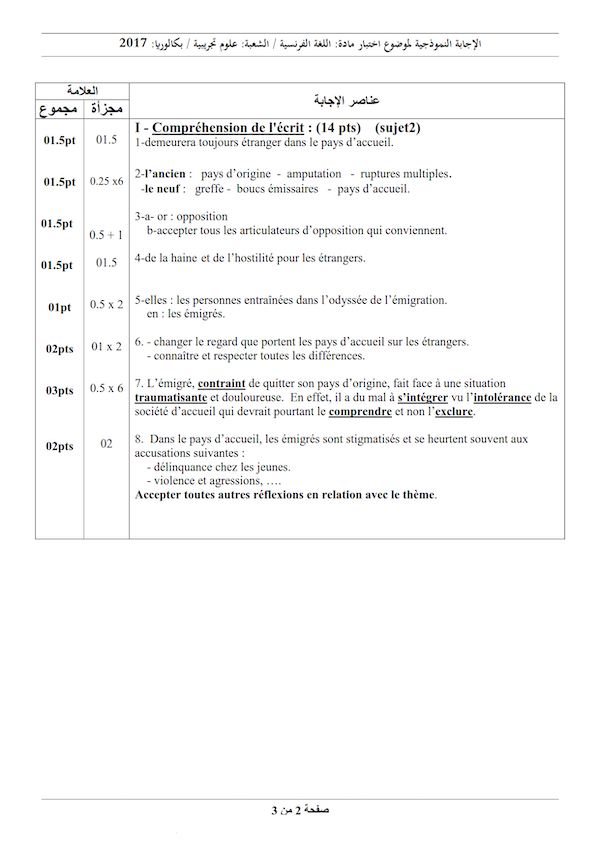 الإجابة النموذجية لموضوع اختبار مادة: اللغة الفرنسية / الشعبة: علوم تجريبية / بكالوريا: 2017
العلامة
عناصر الإجابة
مجموع مجزأة
I - Compréhension de l'écrit : (14 pts) (sujet2)
01.5pt 01.5 1-demeurera toujours étranger dans le pays d’accueil.
01.5pt 0.25 x6 2-l’ancien : pays d’origine - amputation - ruptures multiples.
-le neuf : greffe - boucs émissaires - pays d’accueil.
01.5pt 3-a- or : opposition
0.5 + 1 b-accepter tous les articulateurs d’opposition qui conviennent.
01.5pt 01.5 4-de la haine et de l’hostilité pour les étrangers.
01pt 0.5 x 2 5-elles : les personnes entraînées dans l’odyssée de l’émigration.
en : les émigrés.
02pts 01 x 2 6. - changer le regard que portent les pays d’accueil sur les étrangers.
- connaître et respecter toutes les différences.
03pts 0.5 x 6 7. L’émigré, contraint de quitter son pays d’origine, fait face à une situation
traumatisante et douloureuse. En effet, il a du mal à s’intégrer vu l’intolérance de la
société d’accueil qui devrait pourtant le comprendre et non l’exclure.
02pts 02 8. Dans le pays d’accueil, les émigrés sont stigmatisés et se heurtent souvent aux
accusations suivantes :
- délinquance chez les jeunes.
- violence et agressions, ….
Accepter toutes autres réflexions en relation avec le thème.
صفحة 2 من 3